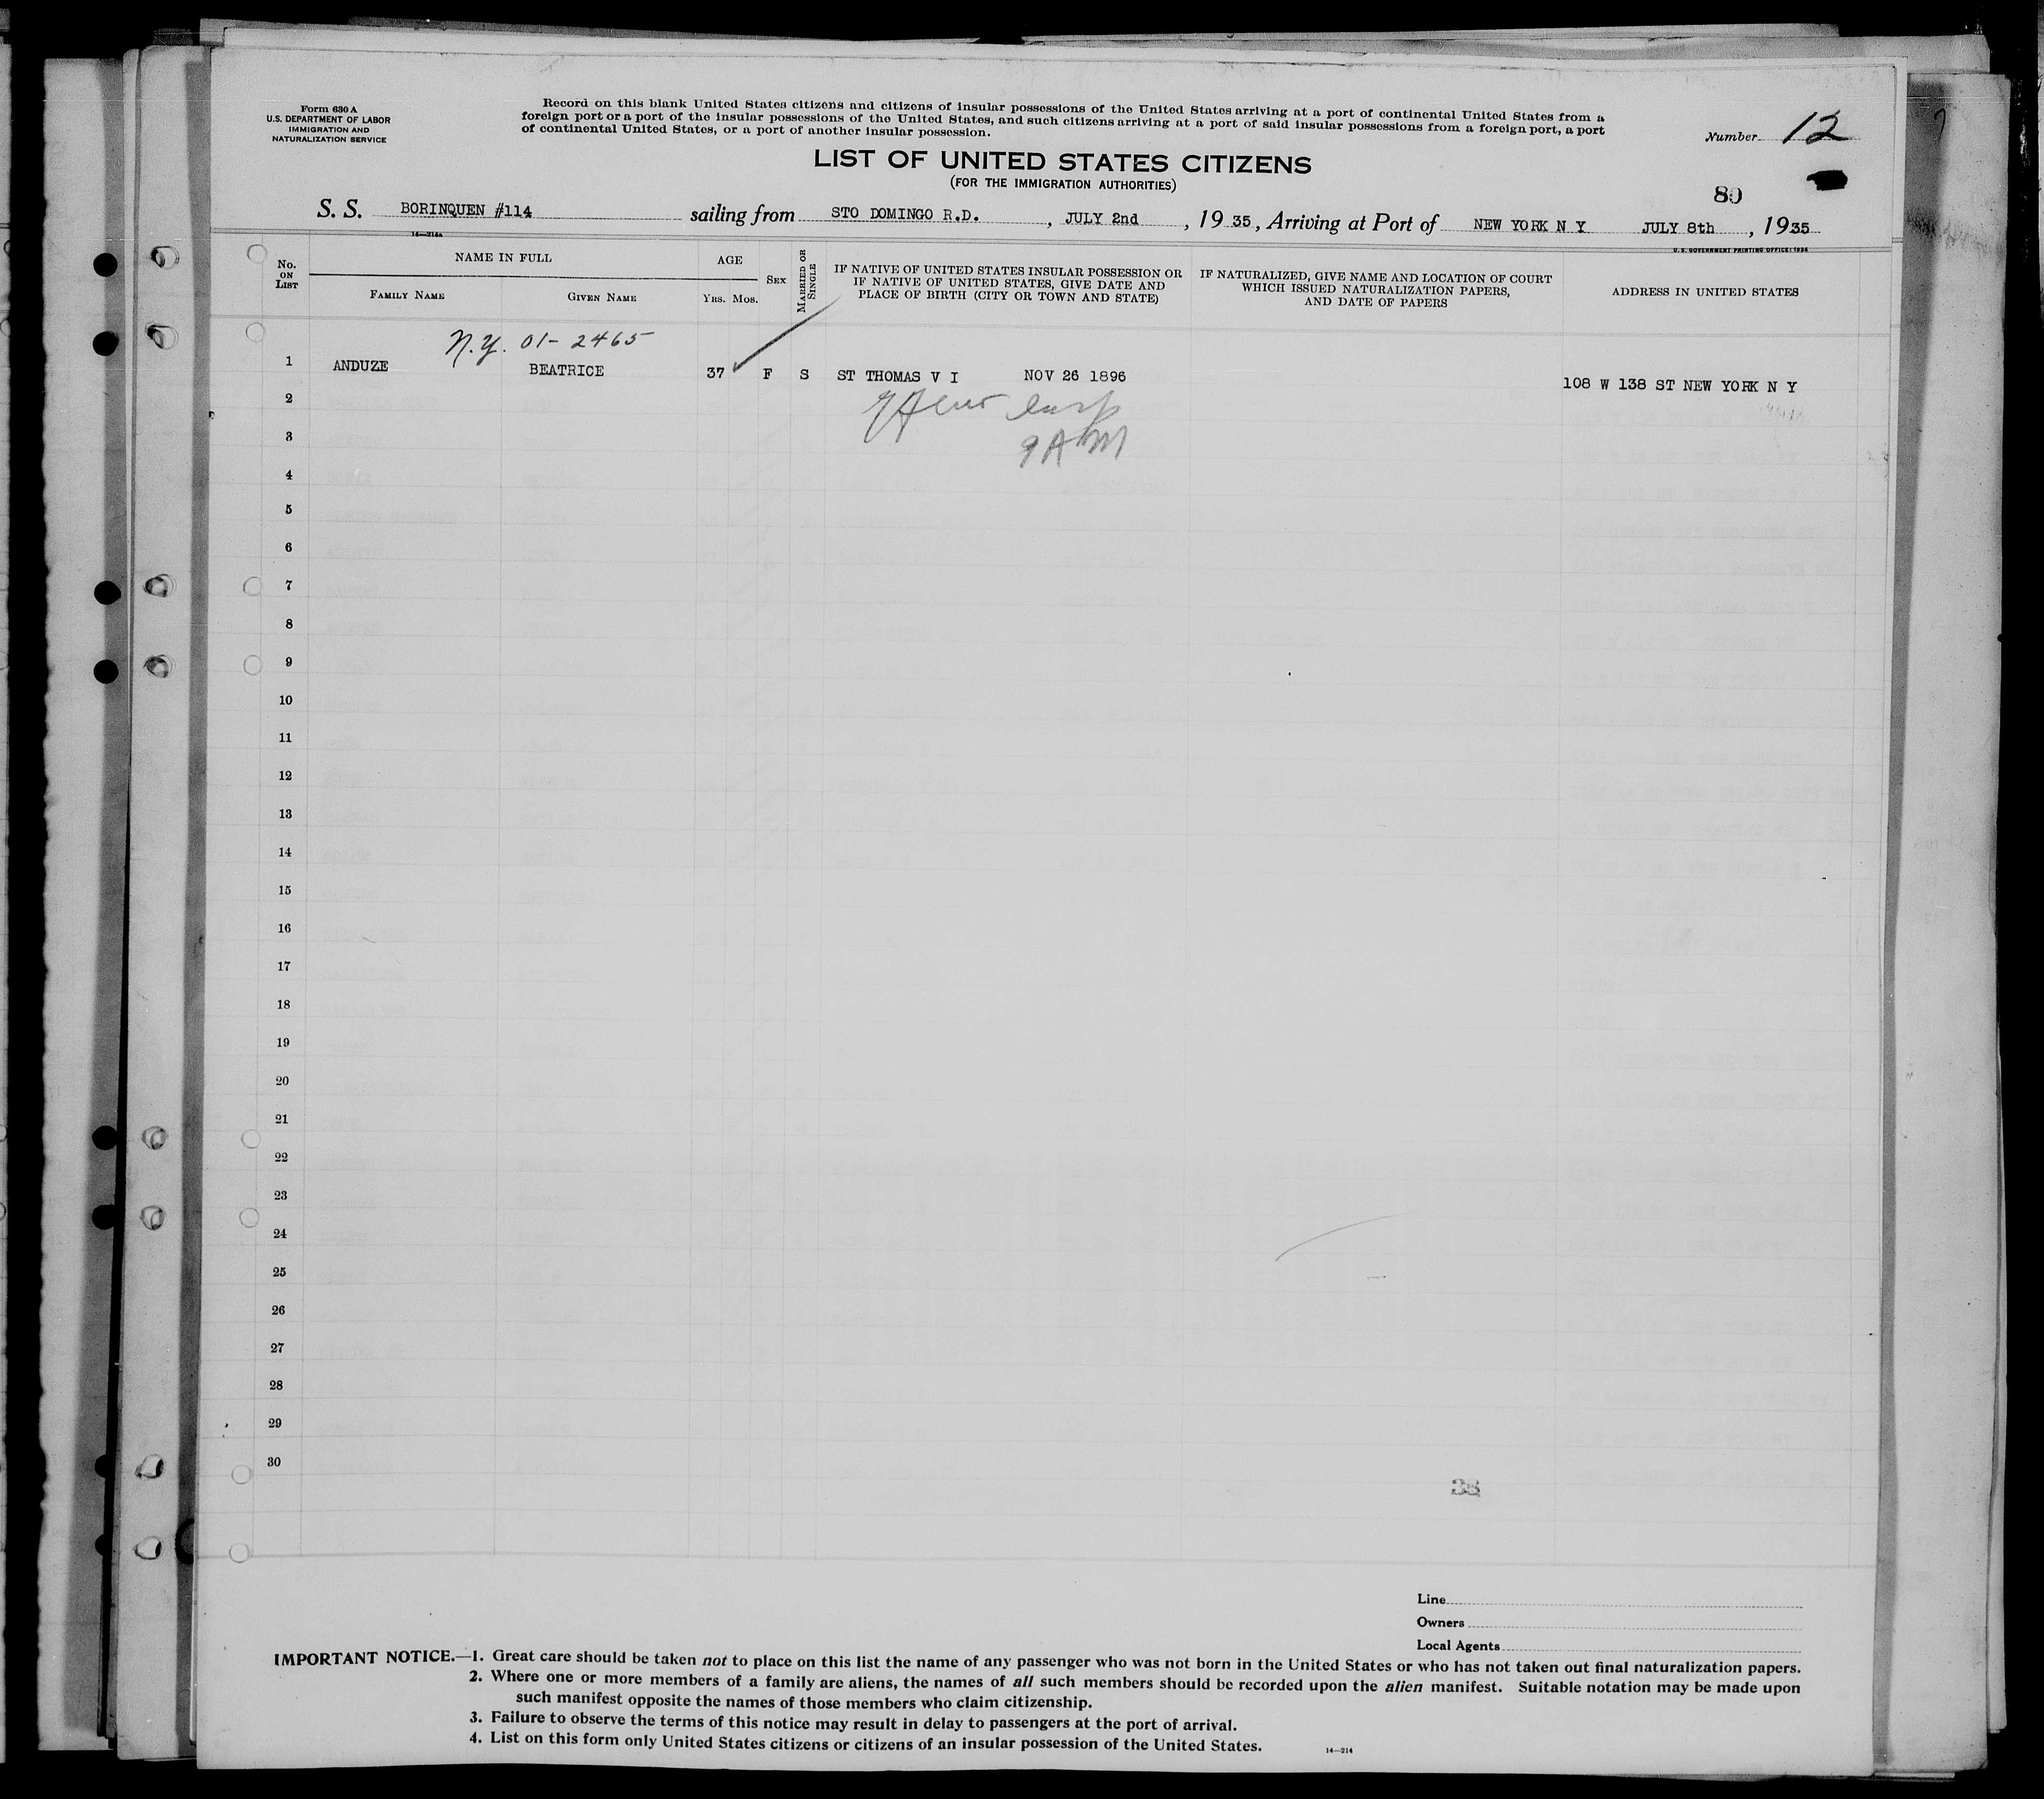 Form 630 A
U.S. DEPARTMENT OF LABOR
IMMIGRATION AND
NATURALIZATION SERVICE
Record on this blank United States citizens and citizens of insular possessions of the United States arriving at a port of continental United States from a
foreign port or a port of the insular possessions of the United States, and such citizens arriving at a port of said insular possessions from a foreign port, a port
of continental United States, or a port of another insular possession.
Number 12
LIST OF UNITED STATES CITIZENS
(FOR THE IMMIGRATION AUTHORITIES)
80
S. S. BORINQUEN #114 sailing from STO DOMINGO R.D. , JULY 2nd , 19 35, Arriving at Port of NEW YORK N Y JULY 8th , 1935
14—214a
U. S. GOVERNMENT PRINTING OFFICE: 1934
No. ON LIST
NAME IN FULL
FAMILY NAME
GIVEN NAME
AGE
YRS. MOS.
SEX
MARRIED OR SINGLE
IF NATIVE OF UNITED STATES INSULAR POSSESSION OR
IF NATIVE OF UNITED STATES, GIVE DATE AND
PLACE OF BIRTH (CITY OR TOWN AND STATE)
IF NATURALIZED, GIVE NAME AND LOCATION OF COURT
WHICH ISSUED NATURALIZATION PAPERS,
AND DATE OF PAPERS
ADDRESS IN UNITED STATES
N.Y. 01-2465
1 ANDUZE BEATRICE 37 F S ST THOMAS V I NOV 26 1896 108 W 138 ST NEW YORK N Y
2
3 9 AM
4
5
6
7
8
9
10
11
12
13
14
15
16
17
18
19
20
21
22
23
24
25
26
27
28
29
30
38
Line
Owners
Local Agents
IMPORTANT NOTICE.—1. Great care should be taken not to place on this list the name of any passenger who was not born in the United States or who has not taken out final naturalization papers.
2. Where one or more members of a family are aliens, the names of all such members should be recorded upon the alien manifest. Suitable notation may be made upon
such manifest opposite the names of those members who claim citizenship.
3. Failure to observe the terms of this notice may result in delay to passengers at the port of arrival.
4. List on this form only United States citizens or citizens of an insular possession of the United States.
14—214